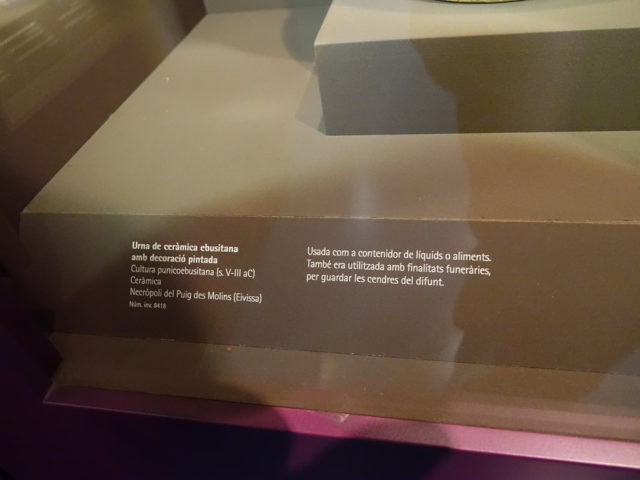 Urna de ceràmica ebusitana
amb decoració pintada
Cultura punicoebusitana (s. V-III aC)
Ceràmica
Necròpoli del Puig des Molins (Eivissa)
Núm. inv. 8418
Usada com a contenidor de líquids o aliments.
També era utilitzada amb finalitats funeràries,
per guardar les cendres del difunt.